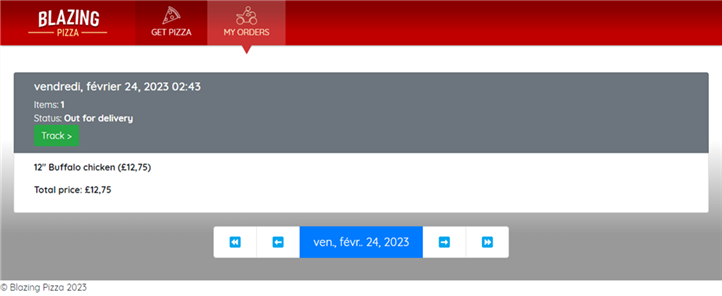 BLAZING
PIZZA
GET PIZZA
MY ORDERS
vendredi, février 24, 2023 02:43
Items: 1
Status: Out for delivery
Track >
12" Buffalo chicken (£12,75)
Total price: £12,75
ven., févr.. 24, 2023
© Blazing Pizza 2023